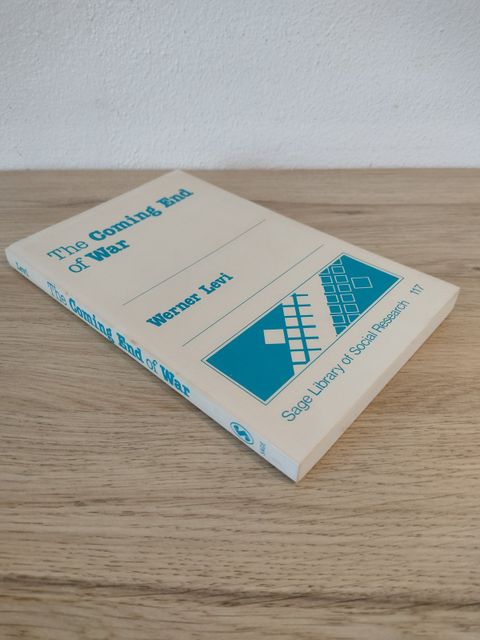 The Coming End
of War
Werner Levi
Sage Library of Social Research 117
Levi
The Coming End of War
S
SAGE